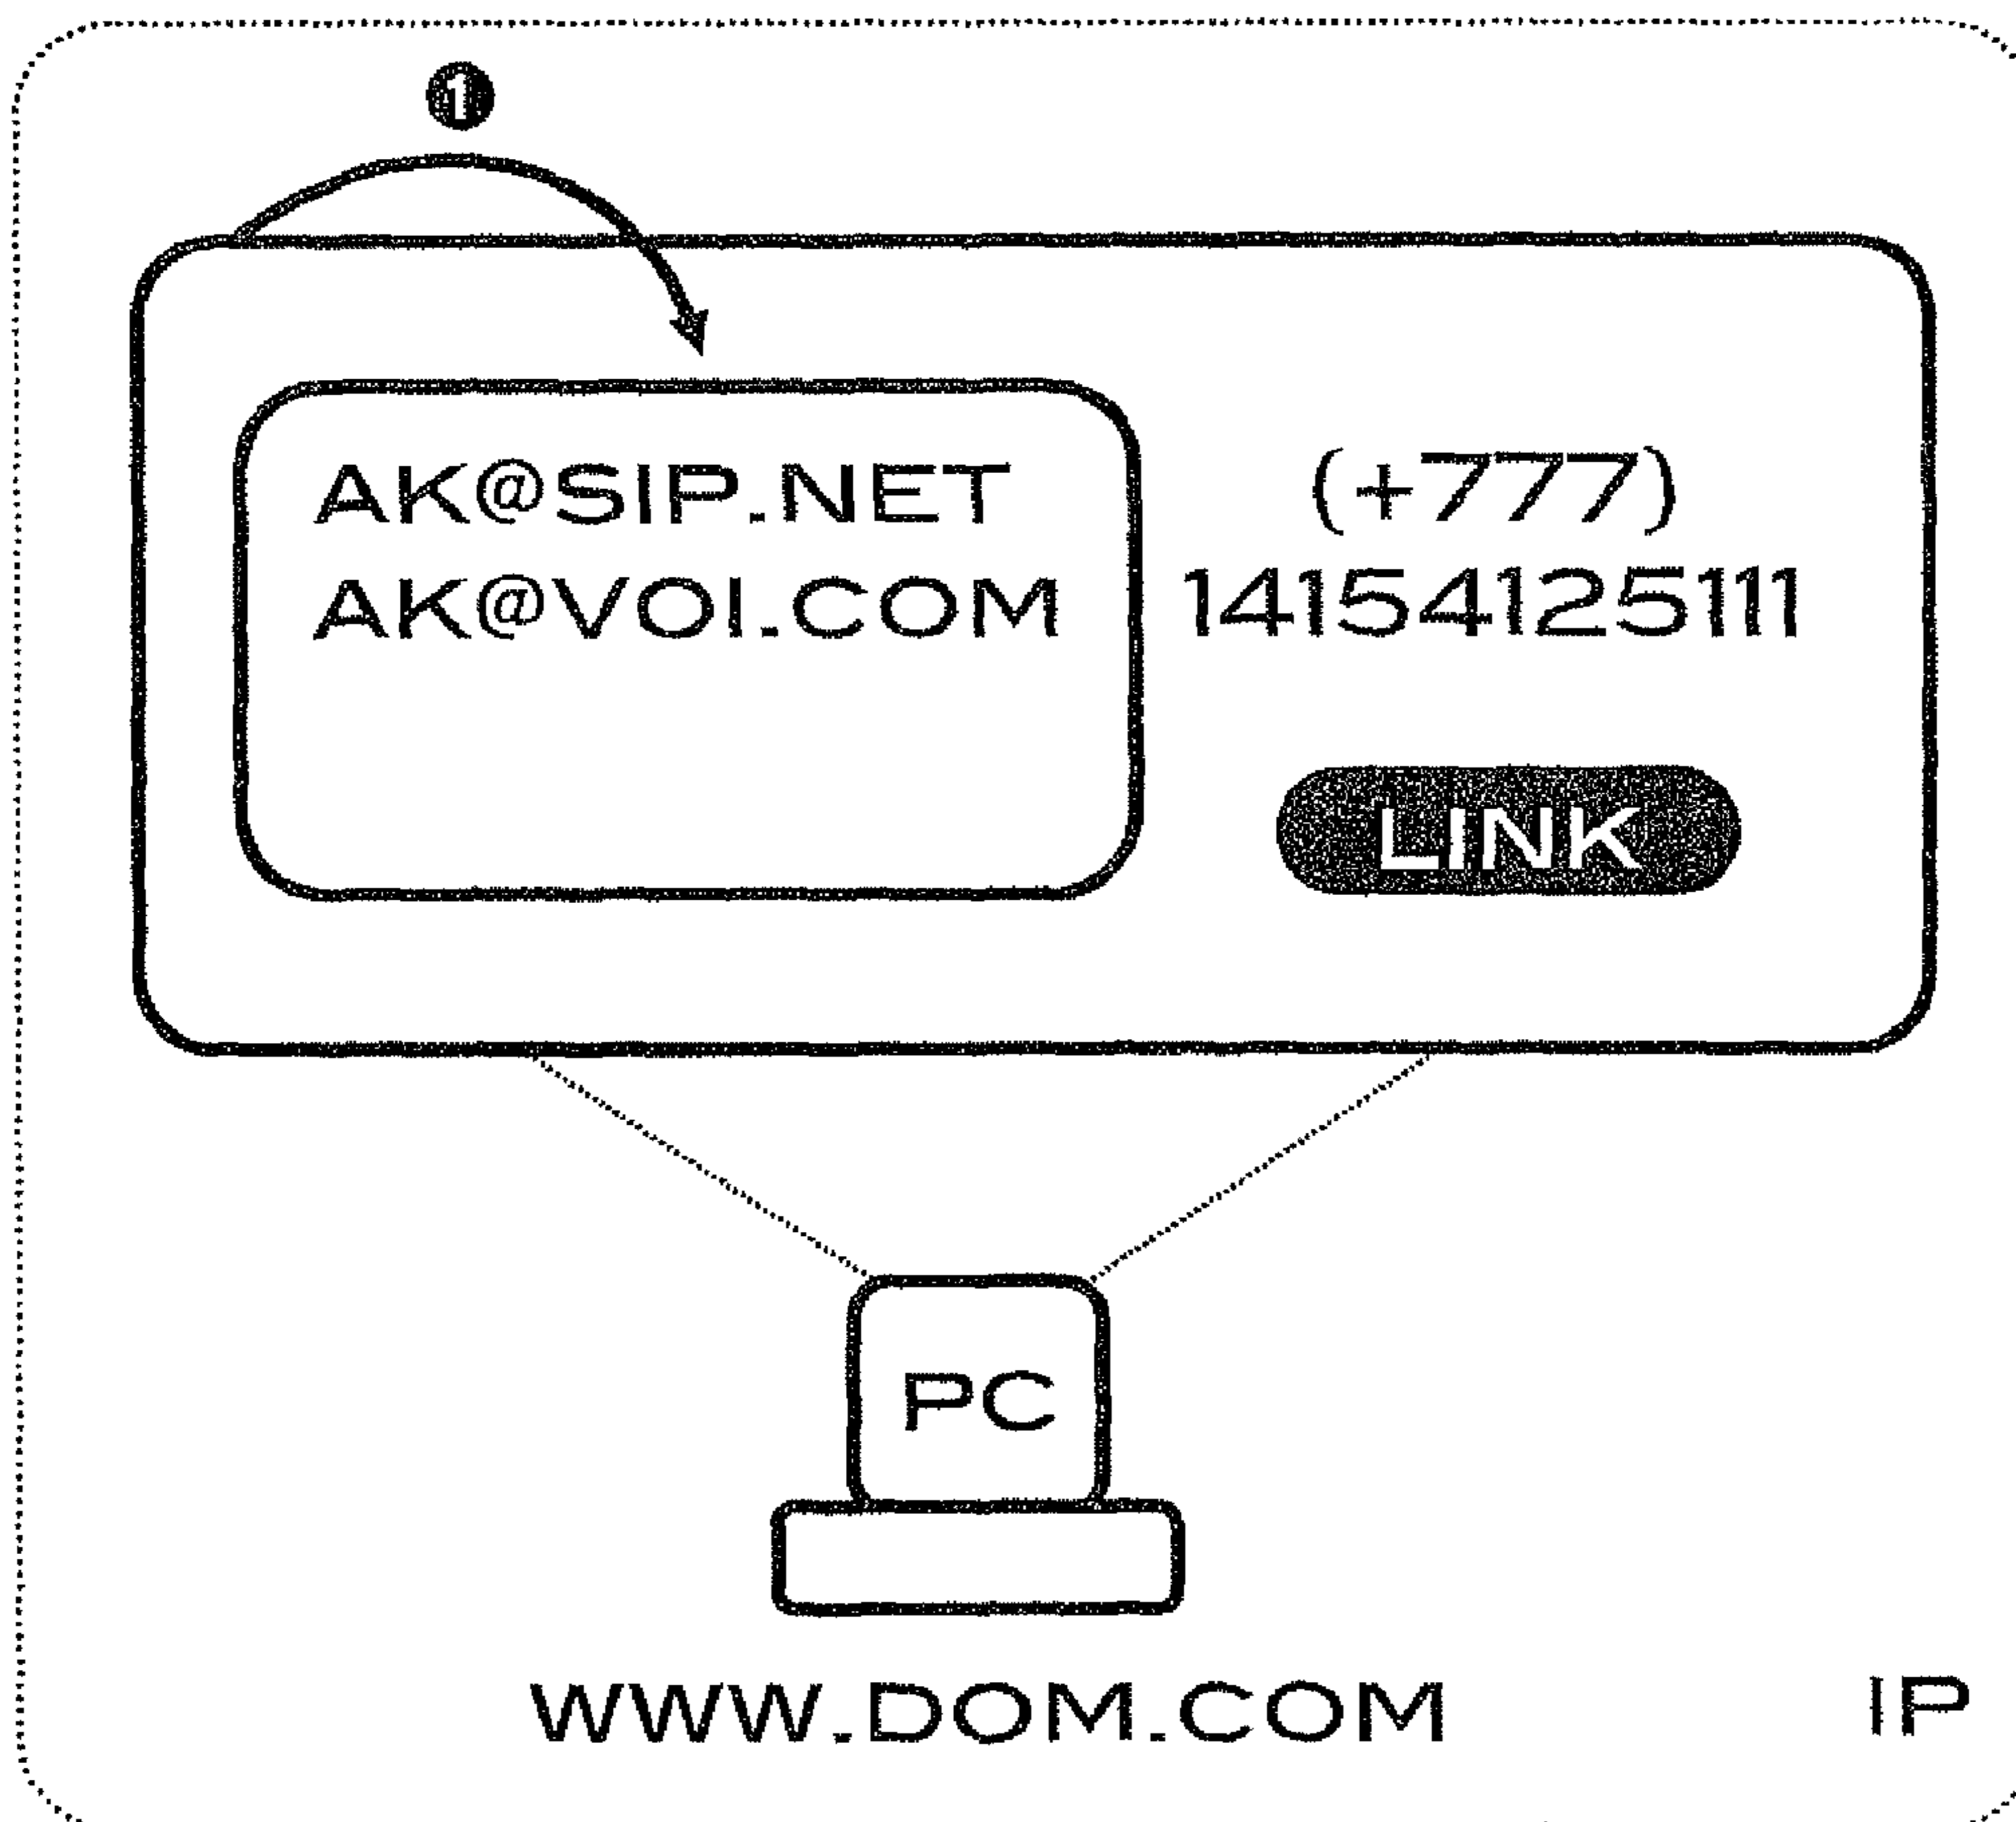 1
AK@SIP.NET
AK@VOI.COM
(+777)
14154125111
LINK
PC
WWW.DOM.COM
IP